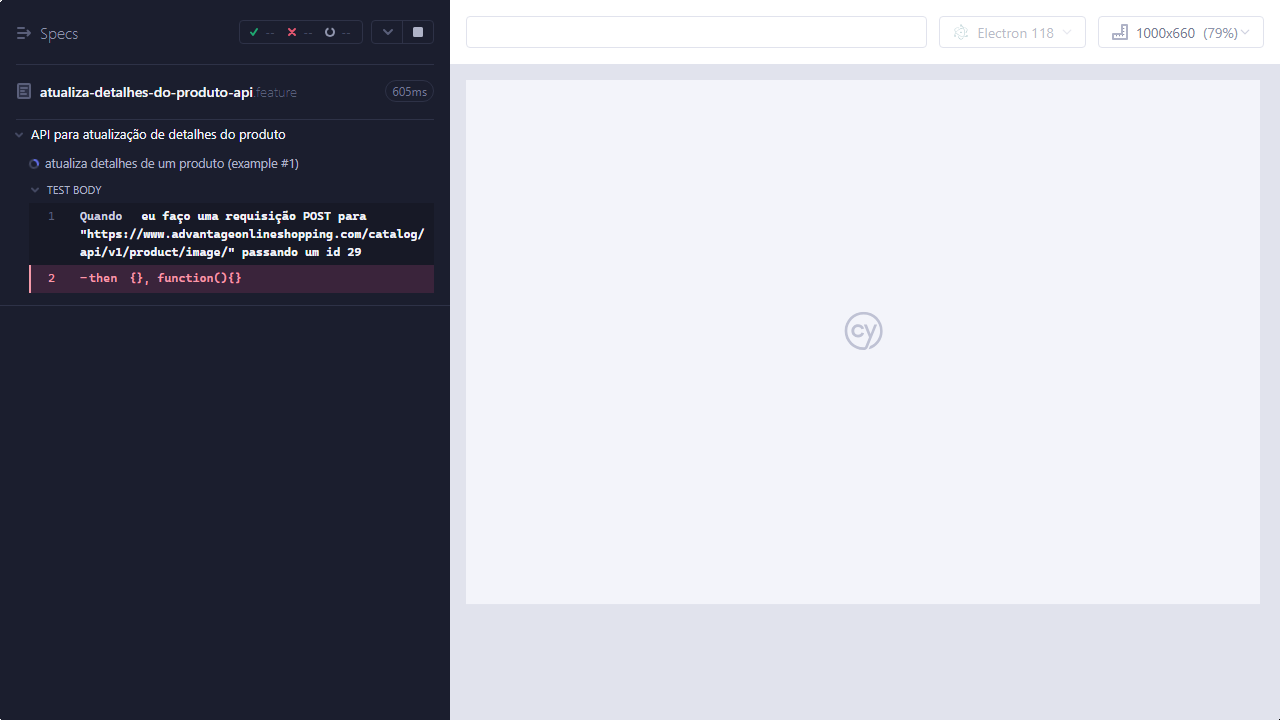 Specs
-- -- --
atualiza-detalhes-do-produto-api.feature 605ms
API para atualização de detalhes do produto
atualiza detalhes de um produto (example #1)
TEST BODY
1 Quando eu faço uma requisição POST para
"https://www.advantageonlineshopping.com/catalog/
api/v1/product/image/" passando um id 29
2 -then {}, function(){}
Electron 118
1000x660 (79%)
cy